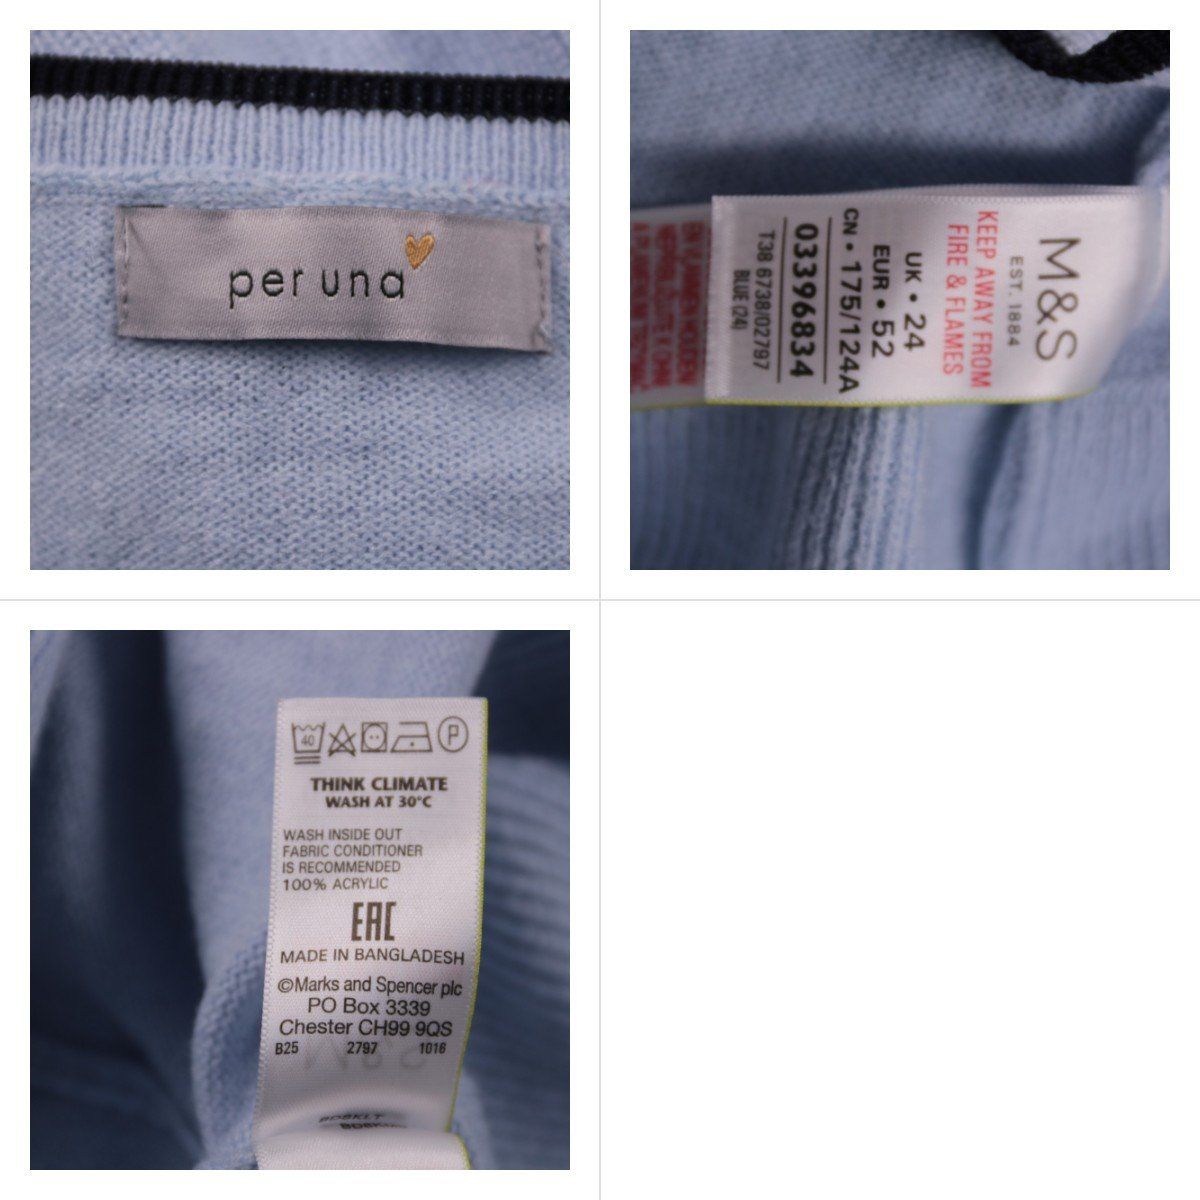 per una
M&S
EST. 1884
KEEP AWAY FROM
FIRE & FLAMES
UK • 24
EUR • 52
CN • 175/124A
03396834
T38 6738/02797
BLUE (24)
40
P
THINK CLIMATE
WASH AT 30°C
WASH INSIDE OUT
FABRIC CONDITIONER
IS RECOMMENDED
100% ACRYLIC
EAC
MADE IN BANGLADESH
©Marks and Spencer plc
PO Box 3339
Chester CH99 9QS
B25 2797 1016